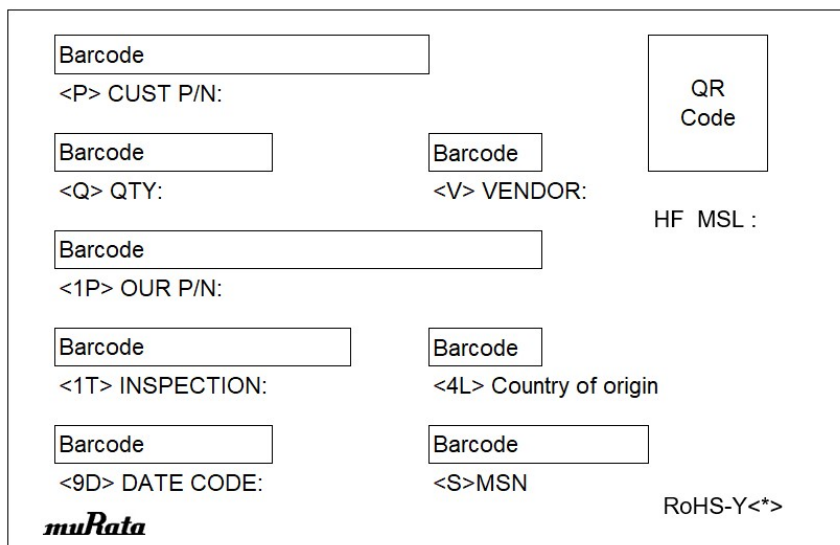 Barcode
<P> CUST P/N:
QR
Code
Barcode
<Q> QTY:
Barcode
<V> VENDOR:
HF MSL :
Barcode
<1P> OUR P/N:
Barcode
<1T> INSPECTION:
Barcode
<4L> Country of origin
Barcode
<9D> DATE CODE:
Barcode
<S>MSN
RoHS-Y<*>
muRata